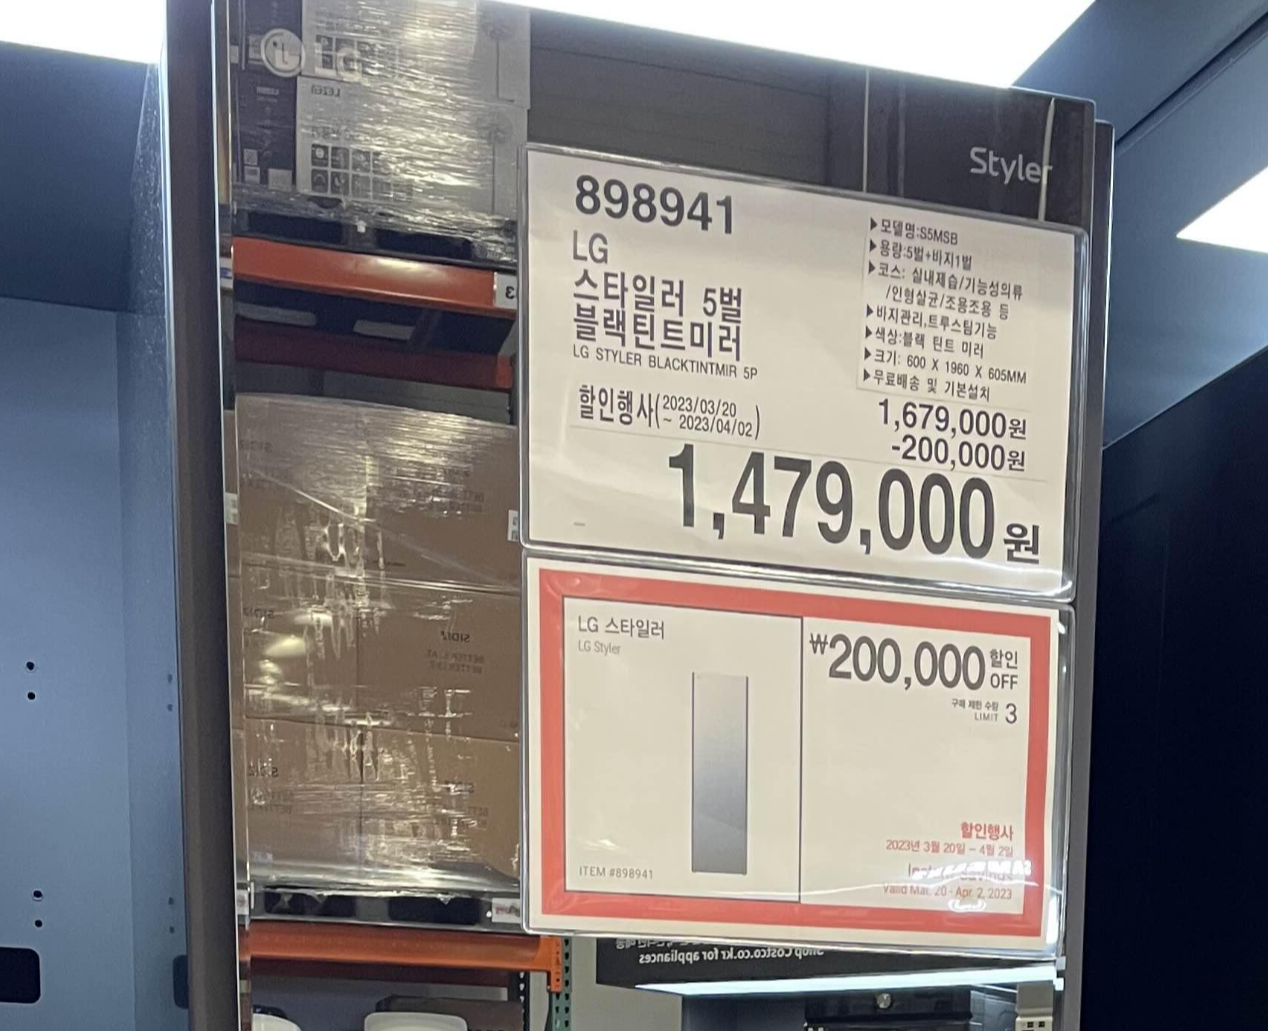 LG
Styler
898941
LG
스타일러 5벌
블랙틴트미러
LG STYLER BLACKTINTMIR 5P
할인행사(2023/03/20
~ 2023/04/02)
▶모델명:S5MSB
▶용량:5벌+바지1벌
▶코스: 실내제습/기능성의류
/인형살균/조용조용 등
▶바지관리,트루스팀기능
▶색상:블랙 틴트 미러
▶크기: 600 X 1960 X 605MM
▶무료배송 및 기본설치
1,679,000원
-200,000원
1,479,000원
LG 스타일러
LG Styler
ITEM #898941
₩200,000 할인
OFF
구매 제한 수량
LIMIT 3
할인행사
2023년 3월 20일 - 4월 2일
Valid Mar. 20 - Apr. 2, 2023
Shop Costco.co.kr for appliances